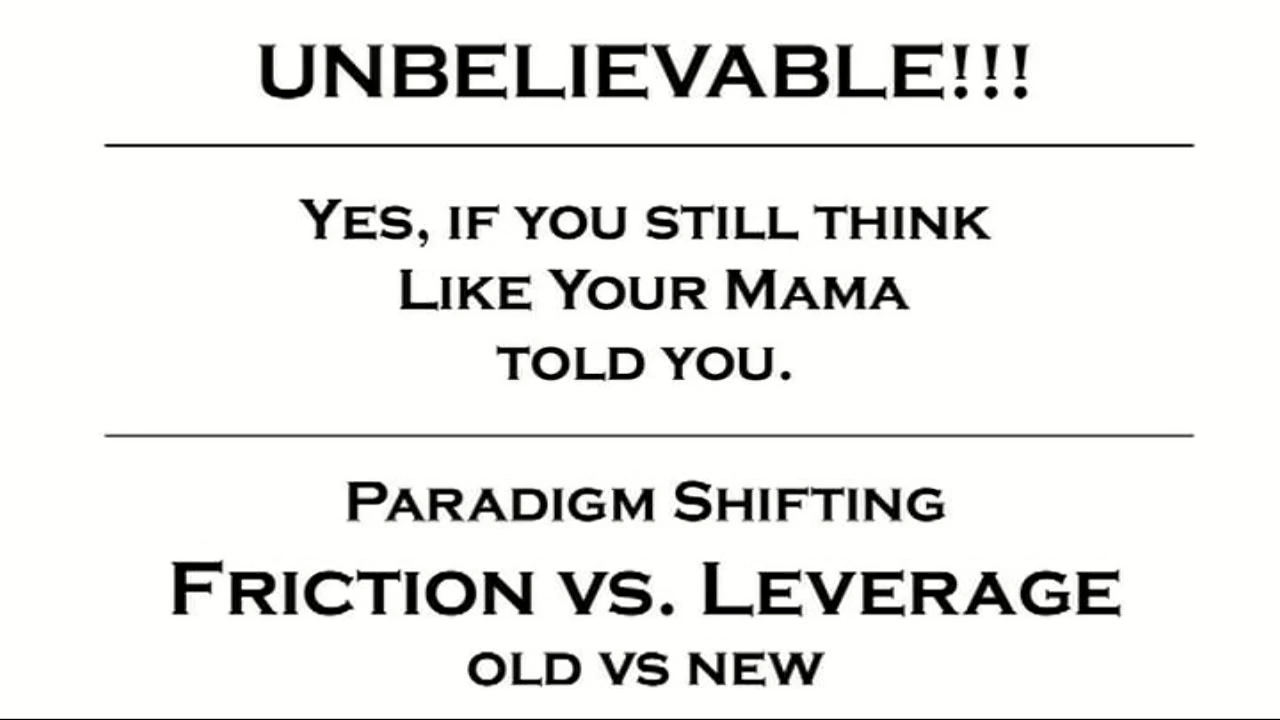 UNBELIEVABLE!!!
YES, IF YOU STILL THINK
LIKE YOUR MAMA
TOLD YOU.
PARADIGM SHIFTING
FRICTION VS. LEVERAGE
OLD VS NEW